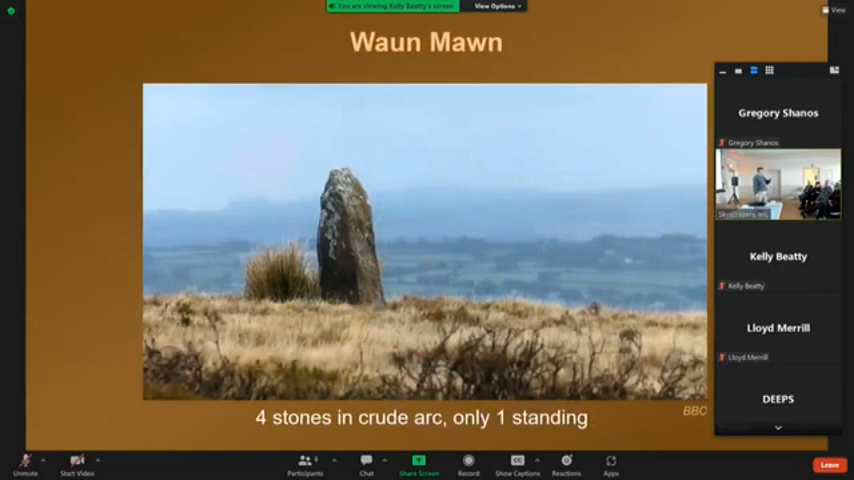 You are viewing Kelly Beatty's screen
View Options
View
Waun Mawn
Gregory Shanos
Gregory Shanos
Skyscrapers, Inc.
Kelly Beatty
Kelly Beatty
Lloyd Merrill
Lloyd Merrill
DEEPS
BBC
4 stones in crude arc, only 1 standing
Unmute
Start Video
Participants
6
Chat
Share Screen
Record
CC
Show Captions
Reactions
Apps
Leave